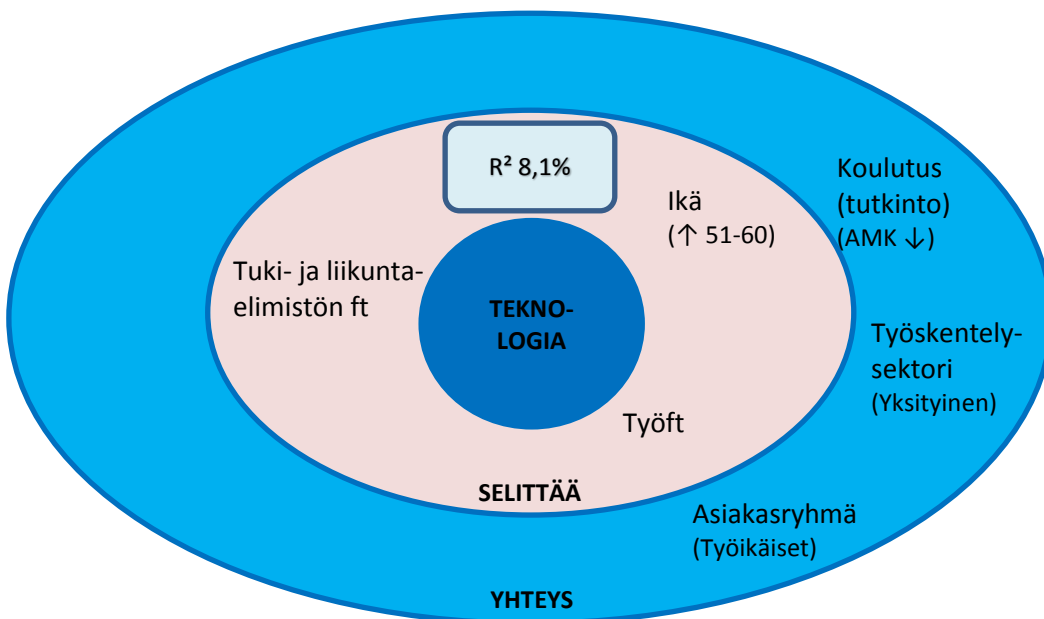 R² 8,1%
Ikä
(↑ 51-60)
Koulutus
(tutkinto)
(AMK ↓)
Tuki- ja liikunta-
elimistön ft
TEKNO-
LOGIA
Työskentely-
sektori
(Yksityinen)
Työft
SELITTÄÄ
Asiakasryhmä
(Työikäiset)
YHTEYS